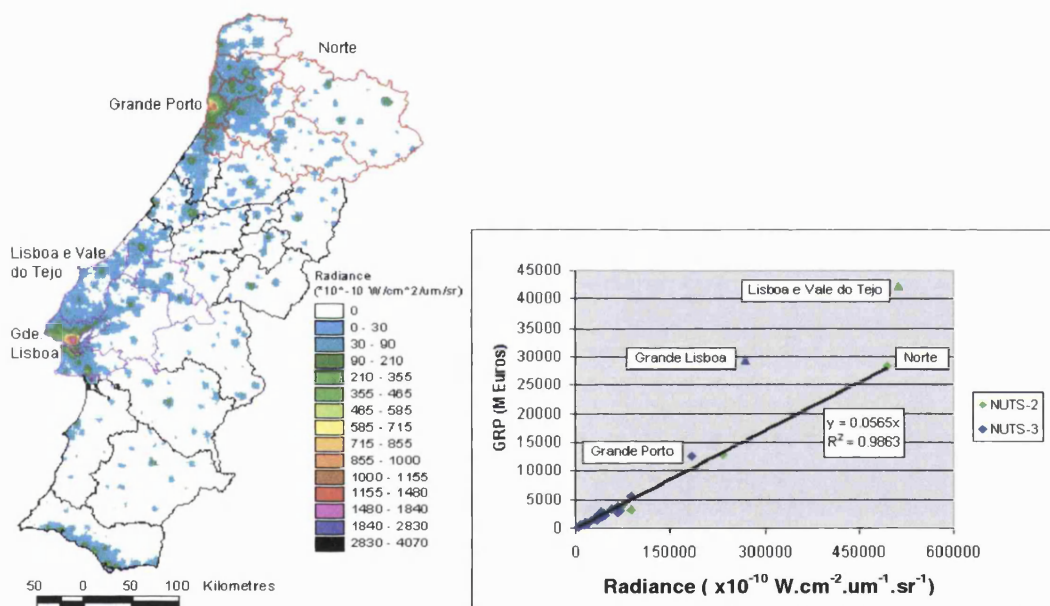 Norte
Grande Porto
Lisboa e Vale
do Tejo
Gde.
Lisboa
Radiance
(*10^-10 W/cm^2/um/sr)
0
0 - 30
30 - 90
90 - 210
210 - 355
355 - 465
465 - 585
585 - 715
715 - 855
855 - 1000
1000 - 1155
1155 - 1480
1480 - 1840
1840 - 2830
2830 - 4070
50 0 50 100 Kilometres
GRP (M Euros)
45000
40000
35000
30000
25000
20000
15000
10000
5000
0
Lisboa e Vale do Tejo
Grande Lisboa
Norte
y = 0.0565x
R² = 0.9863
Grande Porto
NUTS-2
NUTS-3
0 150000 300000 450000 600000
Radiance ( x10⁻¹⁰ W.cm⁻².um⁻¹.sr⁻¹)